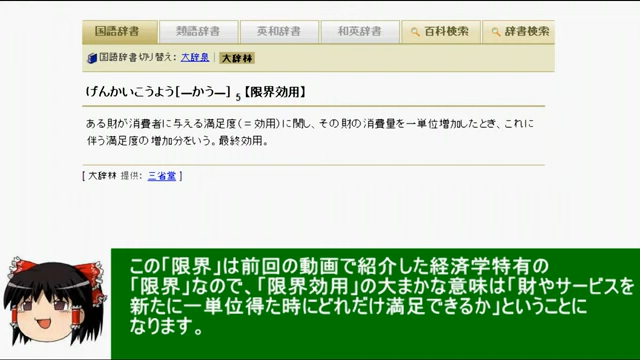 国語辞書 類語辞書 英和辞書 和英辞書 百科検索 辞書検索
国語辞書切り替え: 大辞泉 | 大辞林
げんかいこうよう[―かう―] 5【限界効用】
ある財が消費者に与える満足度(＝効用)に関し、その財の消費量を一単位増加したとき、これに
伴う満足度の増加分をいう。最終効用。
[ 大辞林 提供: 三省堂 ]
この「限界」は前回の動画で紹介した経済学特有の
「限界」なので、「限界効用」の大まかな意味は「財やサービスを
新たに一単位得た時にどれだけ満足できるか」ということに
なります。